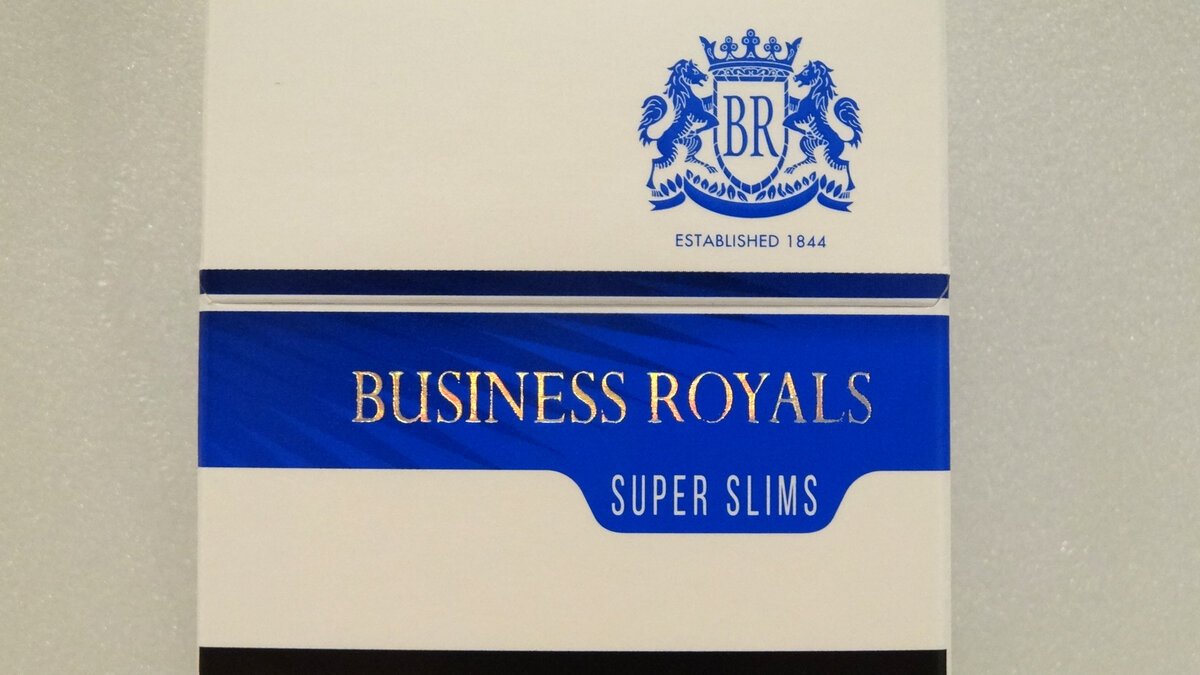 BR
ESTABLISHED 1844
BUSINESS ROYALS
SUPER SLIMS